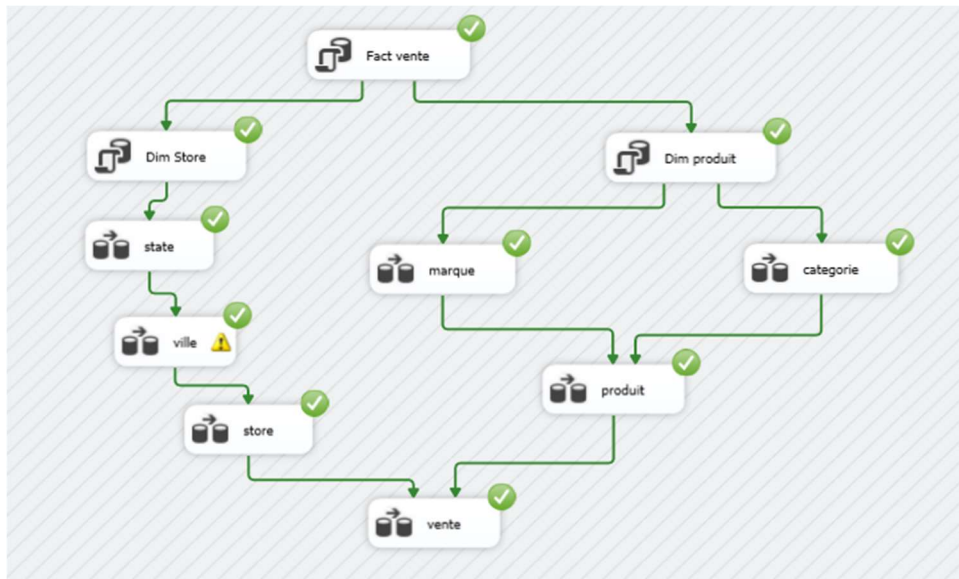 Fact vente
Dim Store
Dim produit
state
marque
categorie
ville
produit
store
vente